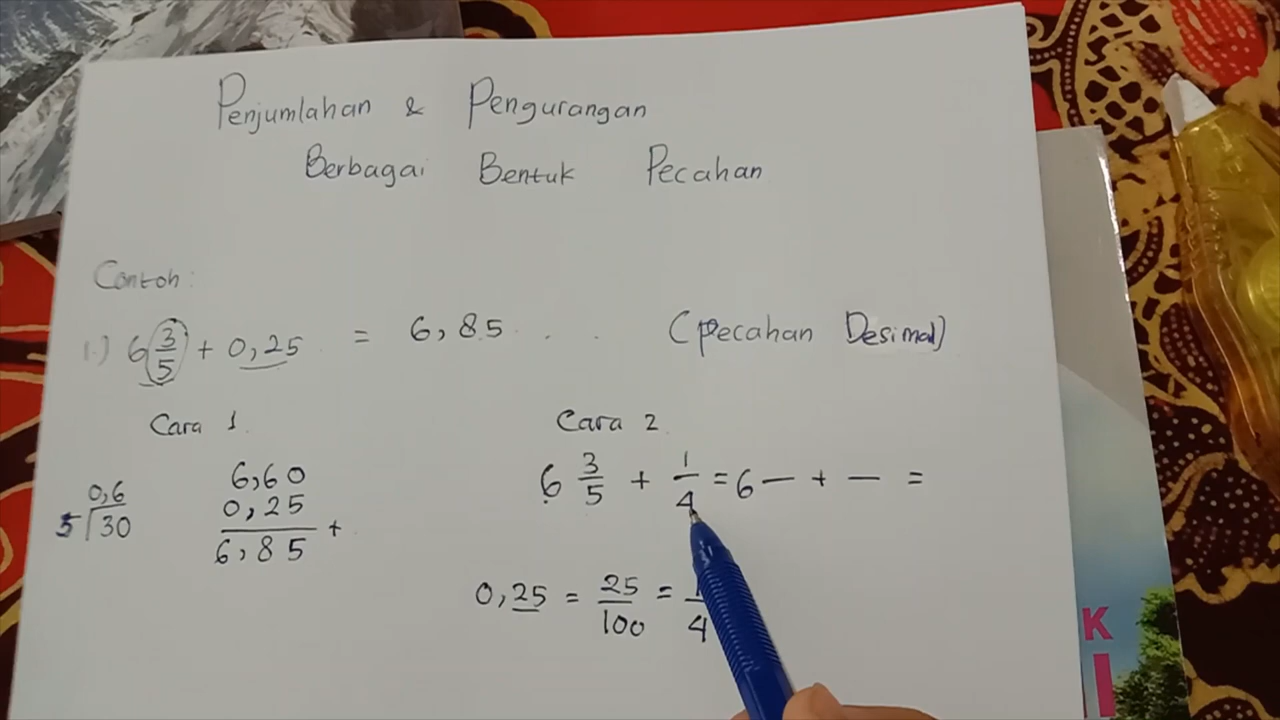 Penjumlahan & Pengurangan
Berbagai Bentuk Pecahan
Contoh:
1.) 6 3/5 + 0,25 = 6,85 . . . (Pecahan Desimal)
Cara 1.
0,6
5 30
6,60
0,25
6,85 +
Cara 2
6 3/5 + 1/4 = 6 — + — =
0,25 = 25/100 = 1/4
K